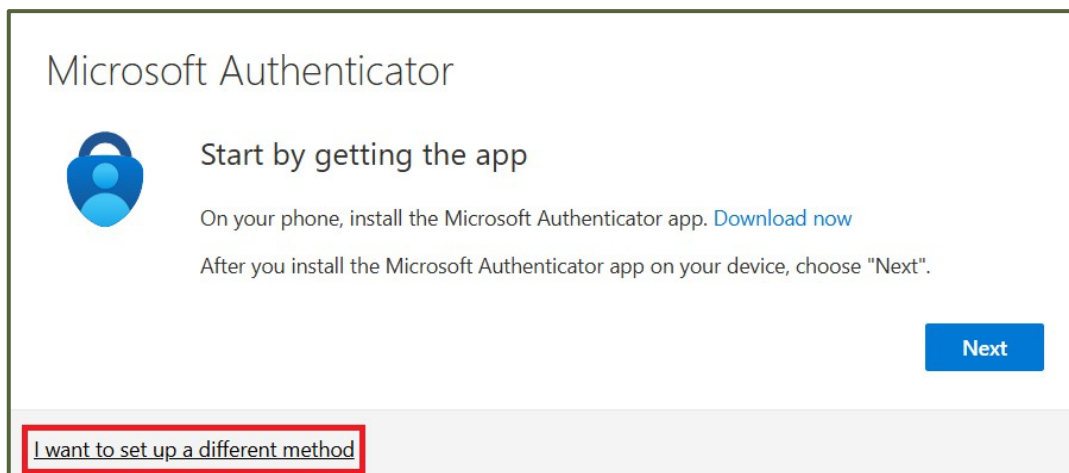 Microsoft Authenticator
Start by getting the app
On your phone, install the Microsoft Authenticator app. Download now
After you install the Microsoft Authenticator app on your device, choose "Next".
Next
I want to set up a different method